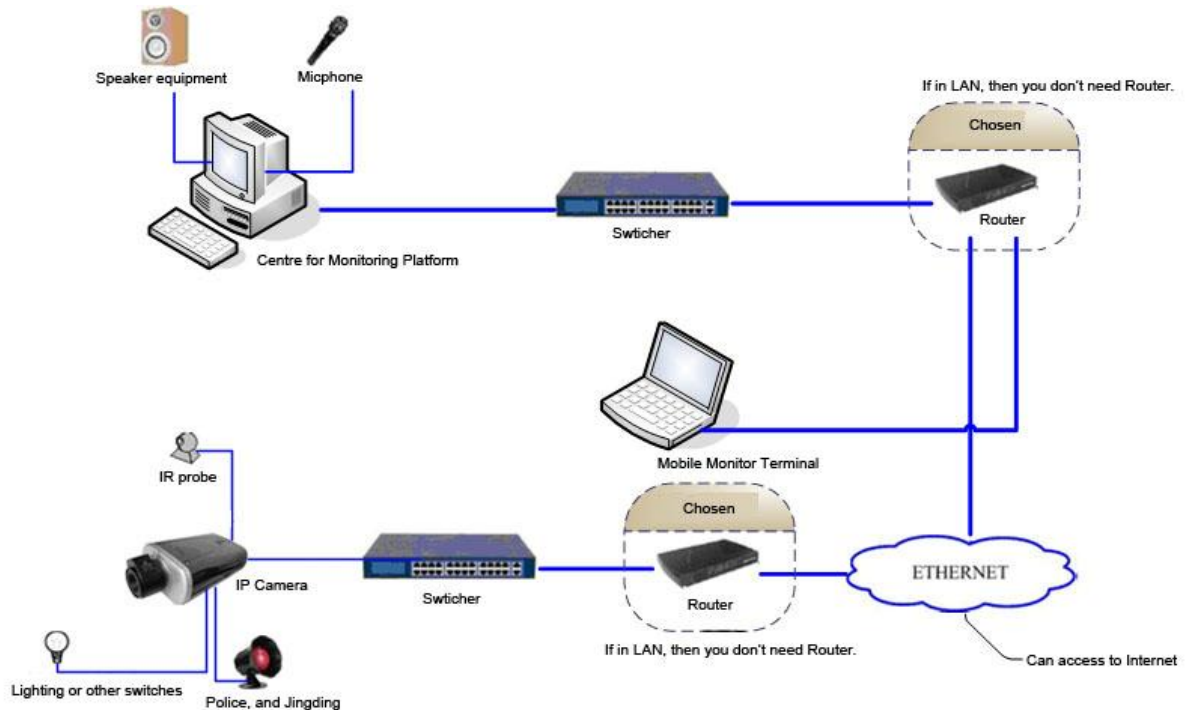 Speaker equipment
Micphone
If in LAN, then you don't need Router.
Chosen
Router
Swticher
Centre for Monitoring Platform
Mobile Monitor Terminal
IR probe
Chosen
IP Camera
Swticher
Router
ETHERNET
If in LAN, then you don't need Router.
Can access to Internet
Lighting or other switches
Police, and Jingding